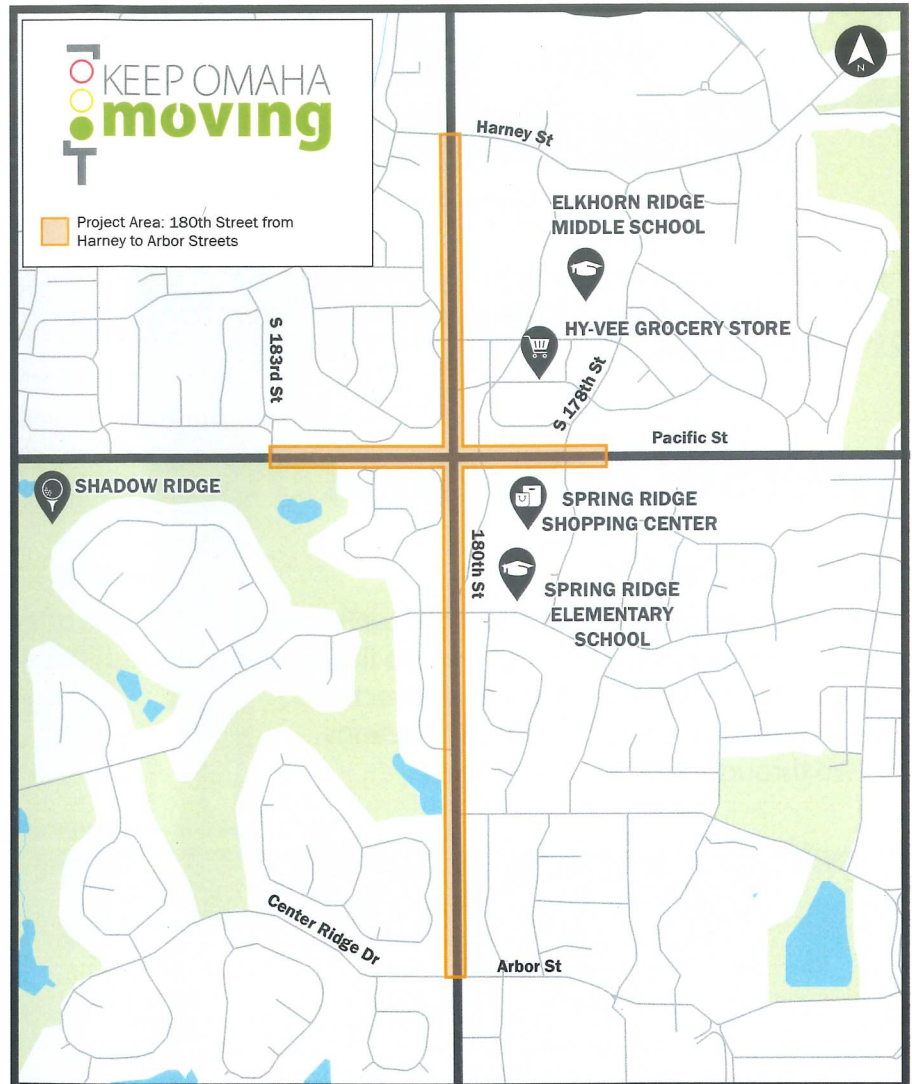 KEEP OMAHA
moving
Project Area: 180th Street from
Harney to Arbor Streets
N
Harney St
ELKHORN RIDGE
MIDDLE SCHOOL
HY-VEE GROCERY STORE
S 183rd St
S 178th St
Pacific St
SHADOW RIDGE
SPRING RIDGE
SHOPPING CENTER
180th St
SPRING RIDGE
ELEMENTARY
SCHOOL
Center Ridge Dr
Arbor St